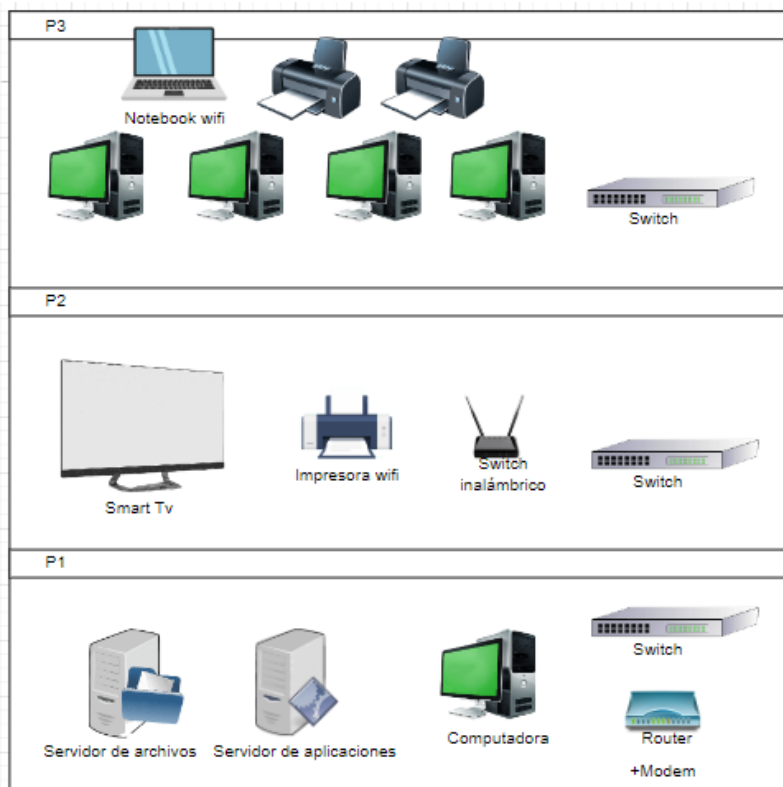 P3
Notebook wifi
Switch
P2
Smart Tv
Impresora wifi
Switch
inalámbrico
Switch
P1
Switch
Servidor de archivos
Servidor de aplicaciones
Computadora
Router
+Modem